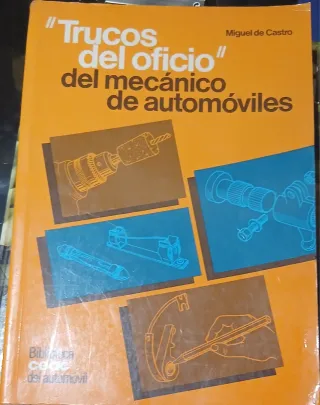 Miguel de Castro
"Trucos
del oficio"
del mecánico
de automóviles
Biblioteca
ceac
del automóvil